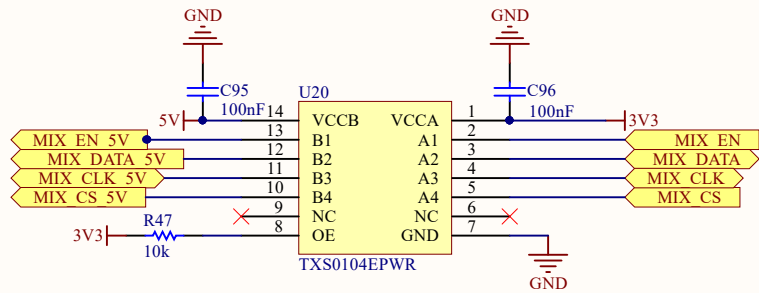 GND
GND
C95
100nF
U20
C96
100nF
5V
14
VCCB
VCCA
1
3V3
MIX_EN_5V
13
B1
A1
2
MIX_EN
MIX_DATA_5V
12
B2
A2
3
MIX_DATA
MIX_CLK_5V
11
B3
A3
4
MIX_CLK
MIX_CS_5V
10
B4
A4
5
MIX_CS
9
NC
NC
6
3V3
R47
10k
8
OE
GND
7
TXS0104EPWR
GND